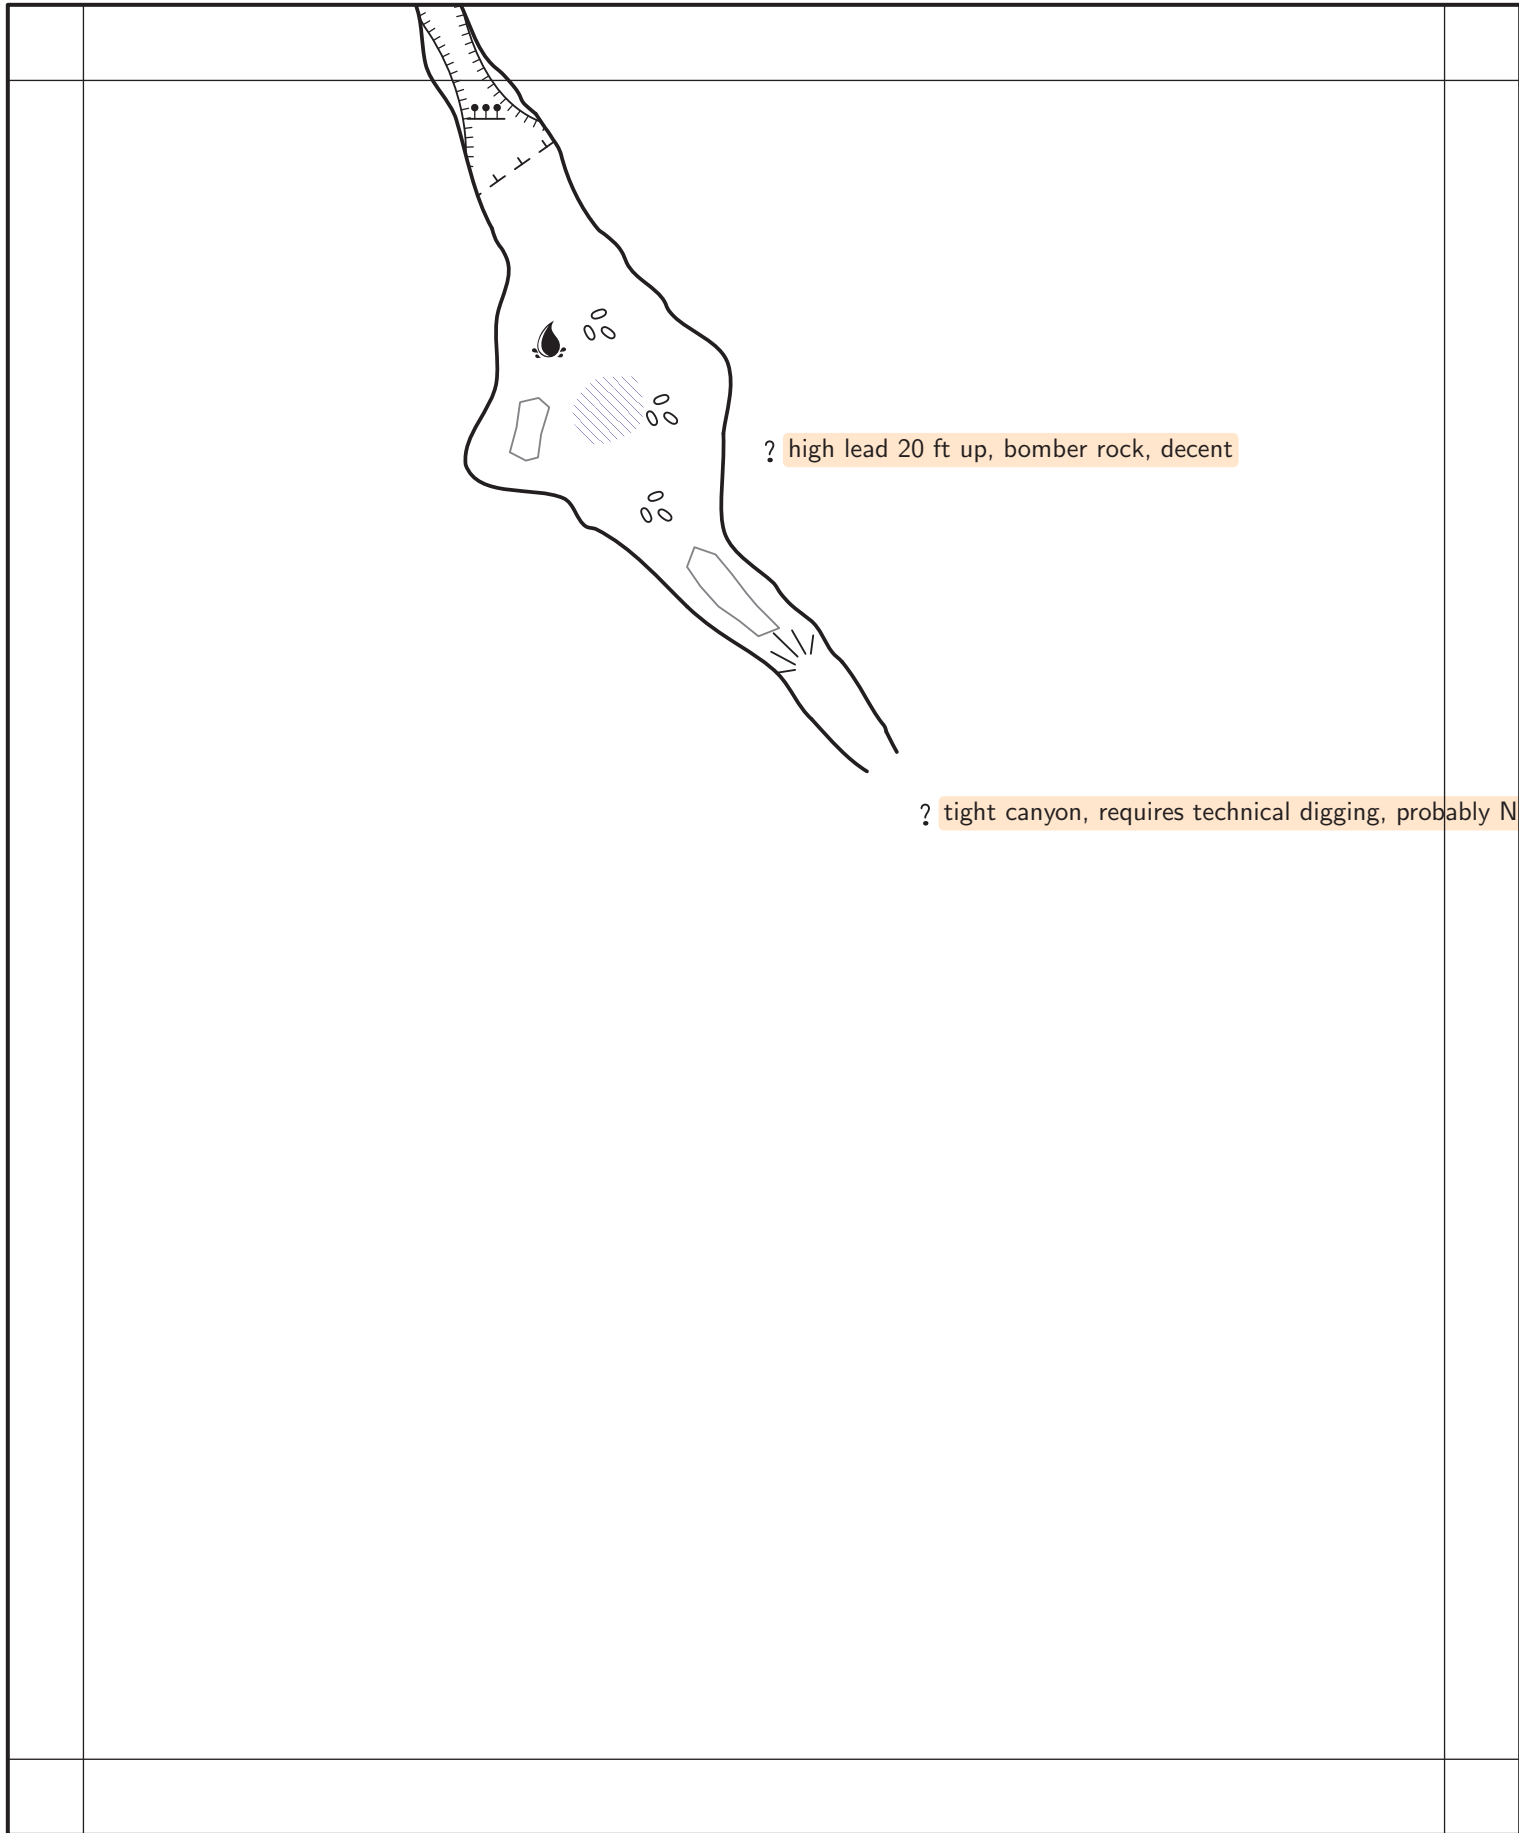 ? high lead 20 ft up, bomber rock, decent
? tight canyon, requires technical digging, probably N